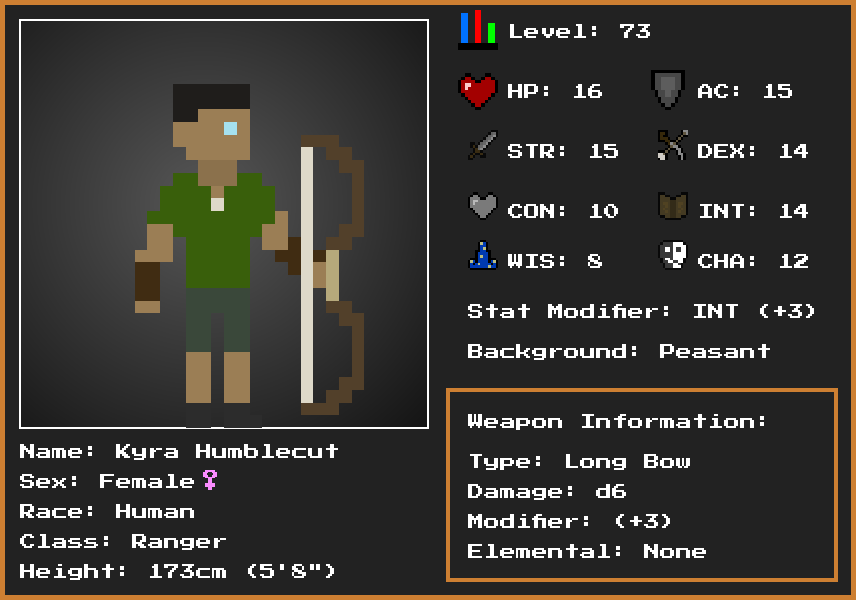 Level: 73
HP: 16 AC: 15
STR: 15 DEX: 14
CON: 10 INT: 14
WIS: 8 CHA: 12
Stat Modifier: INT (+3)
Background: Peasant
Weapon Information:
Type: Long Bow
Damage: d6
Modifier: (+3)
Elemental: None
Name: Kyra Humblecut
Sex: Female♀
Race: Human
Class: Ranger
Height: 173cm (5'8")